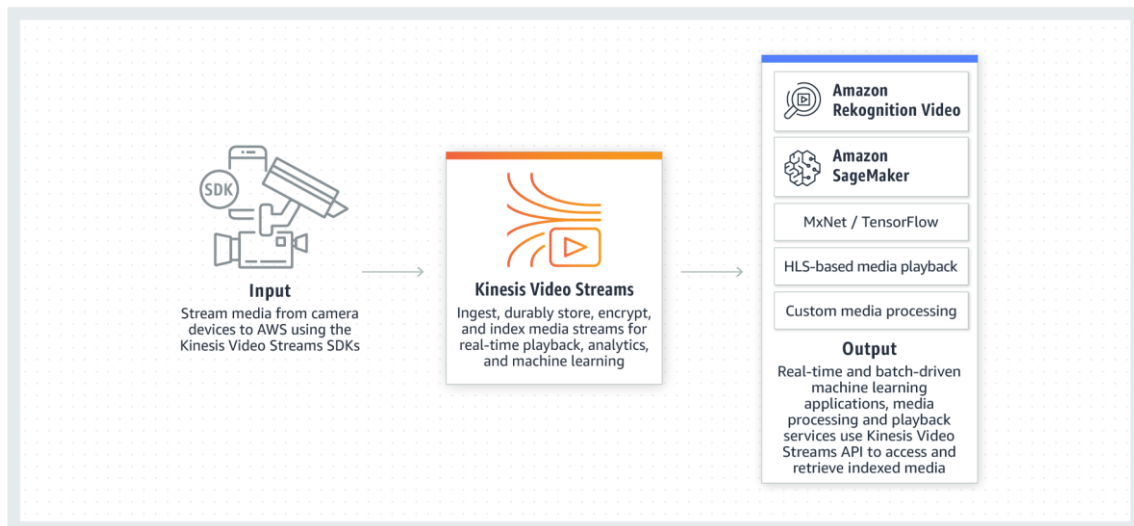 SDK
Input
Stream media from camera
devices to AWS using the
Kinesis Video Streams SDKs
Kinesis Video Streams
Ingest, durably store, encrypt,
and index media streams for
real-time playback, analytics,
and machine learning
Amazon
Rekognition Video
Amazon
SageMaker
MxNet / TensorFlow
HLS-based media playback
Custom media processing
Output
Real-time and batch-driven
machine learning
applications, media
processing and playback
services use Kinesis Video
Streams API to access and
retrieve indexed media